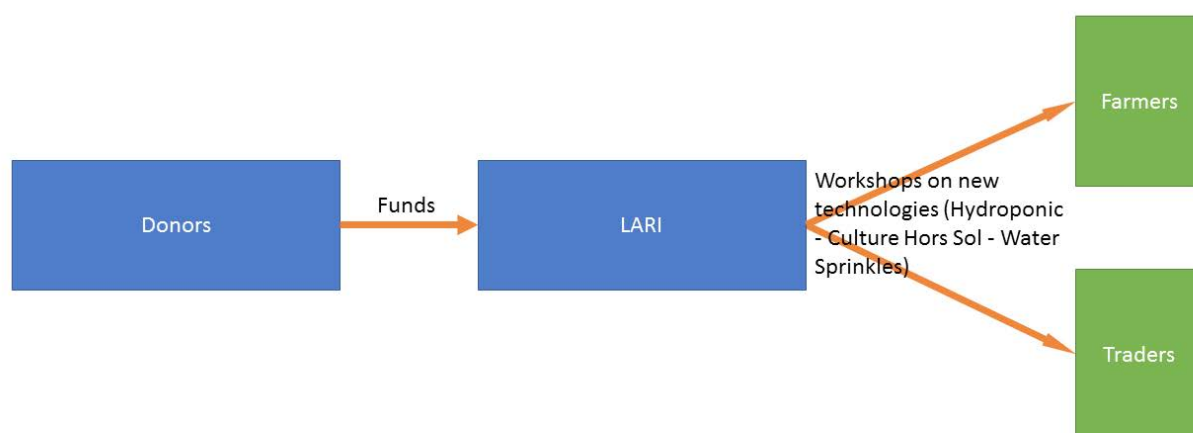 Donors
Funds
LARI
Workshops on new
technologies (Hydroponic
- Culture Hors Sol - Water
Sprinkles)
Farmers
Traders